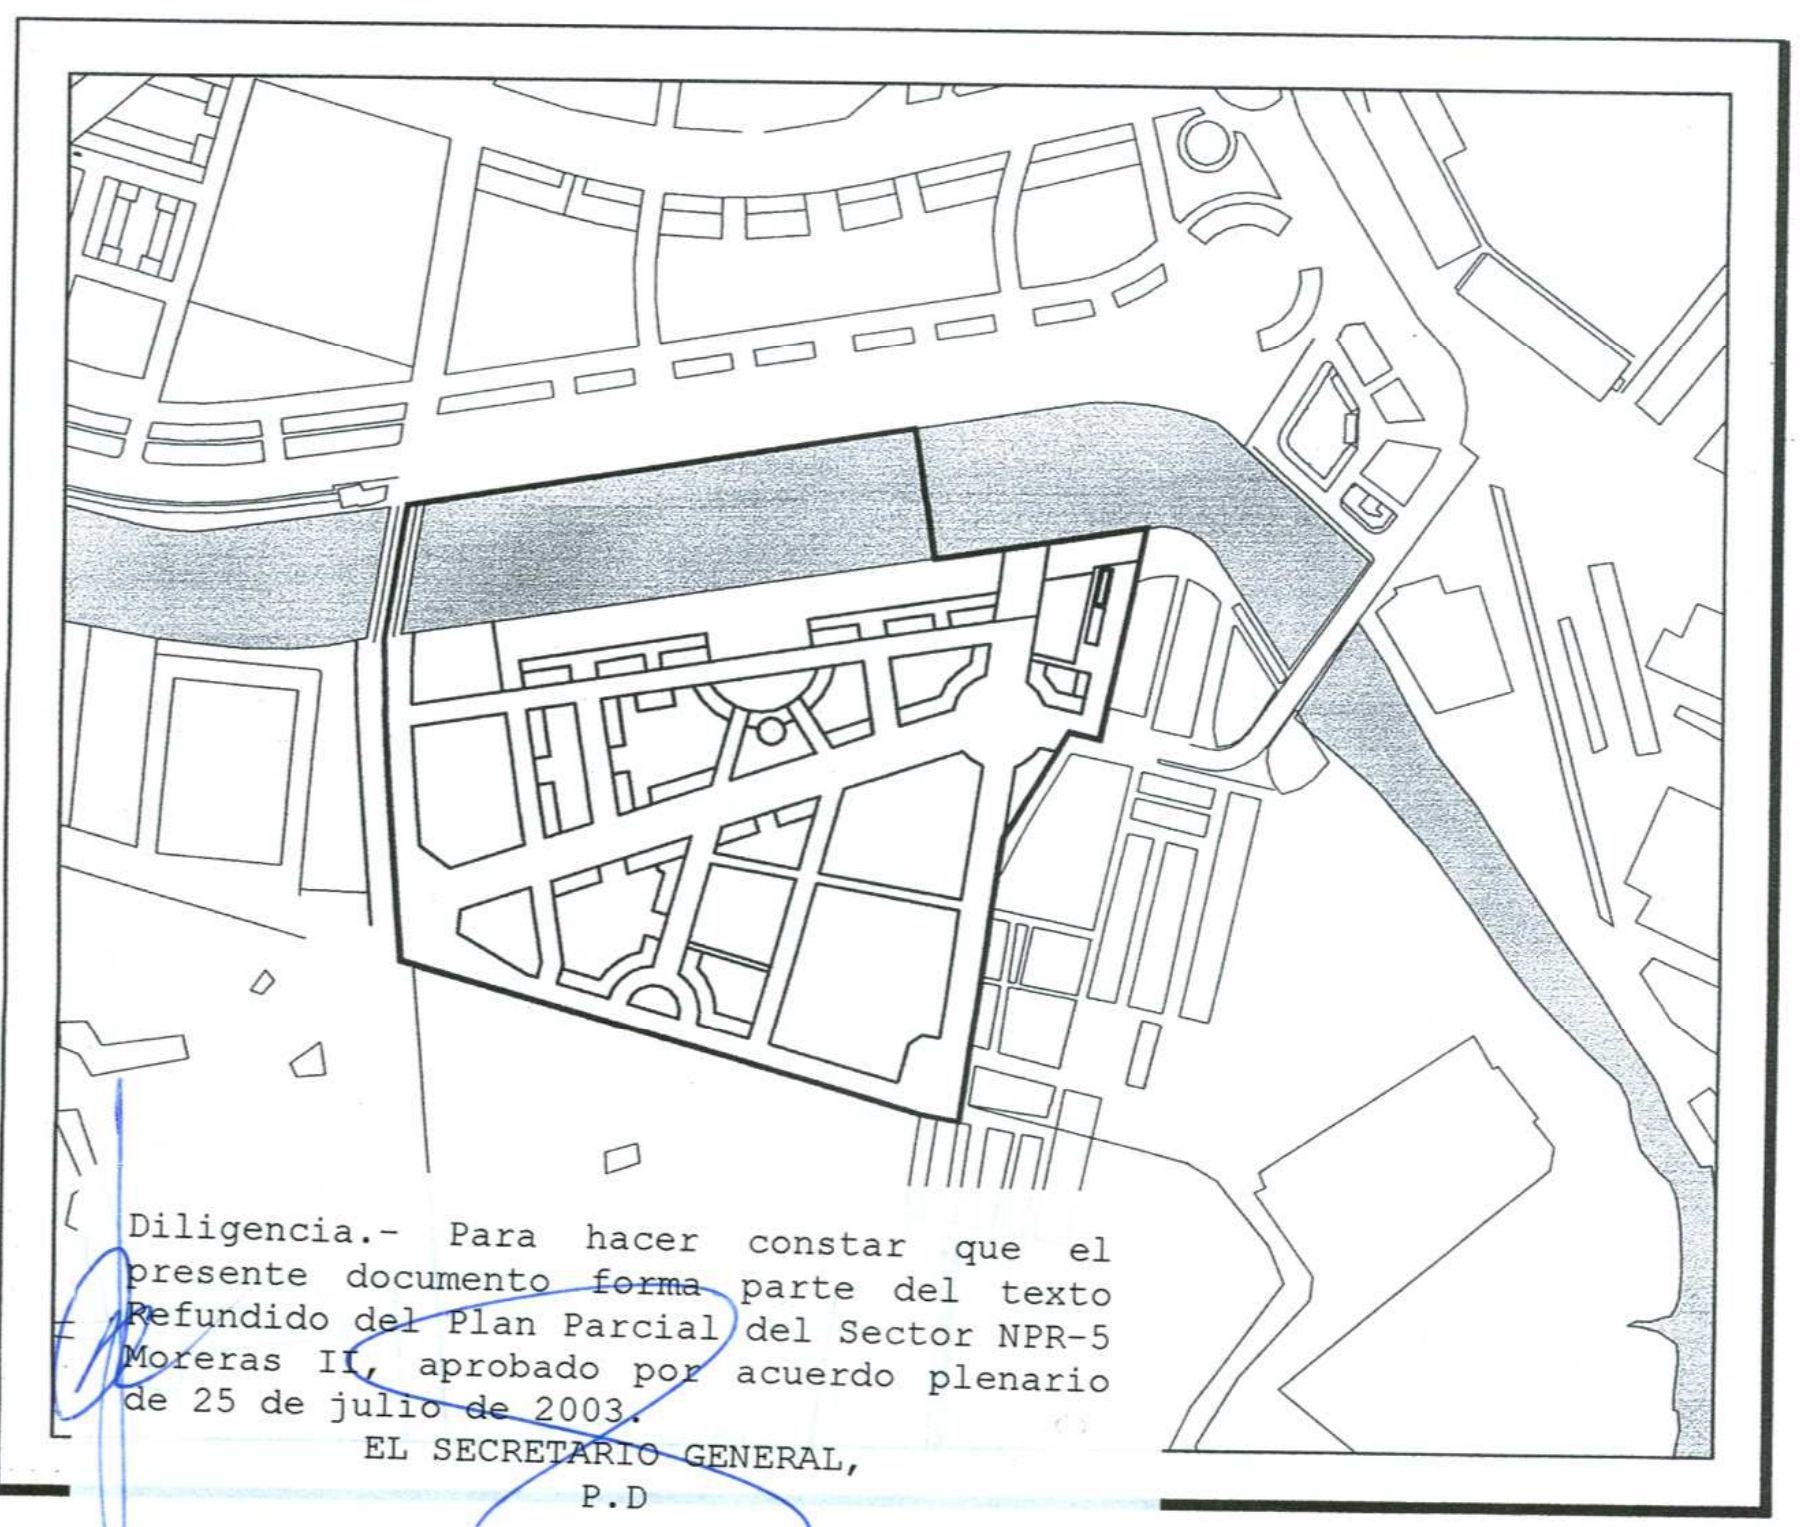 Diligencia.- Para hacer constar que el
presente documento forma parte del texto
Refundido del Plan Parcial del Sector NPR-5
Moreras II, aprobado por acuerdo plenario
de 25 de julio de 2003.
EL SECRETARIO GENERAL,
P.D